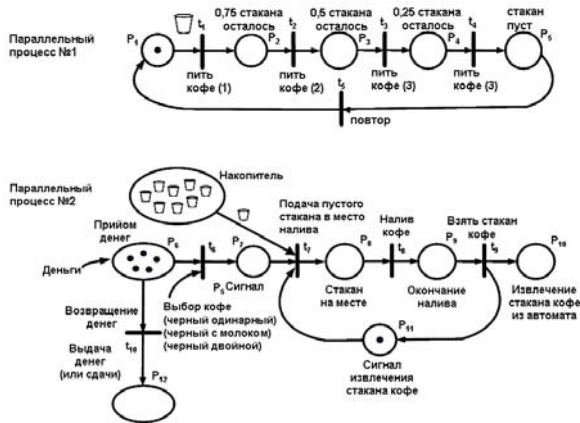 Параллельный
процесс №1
P1
t1
0,75 стакана
осталось
P2
t2
0,5 стакана
осталось
P3
t3
0,25 стакана
осталось
P4
t4
стакан
пуст
P5
пить
кофе (1)
пить
кофе (2)
пить
кофе (3)
пить
кофе (3)
t5
повтор
Параллельный
процесс №2
Накопитель
Прийом
денег
Деньги
P6
t6
P7
Сигнал
P5
Подача пустого
стакана в место
налива
t7
P8
Стакан
на месте
Налив
кофе
t8
P9
Окончание
налива
Взять стакан
кофе
t9
P10
Извлечение
стакана кофе
из автомата
Возвращение
денег
Выбор кофе
(черный одинарный)
(черный с молоком)
(черный двойной)
t10
Выдача
денег
(или сдачи)
P12
P11
Сигнал
извлечения
стакана кофе